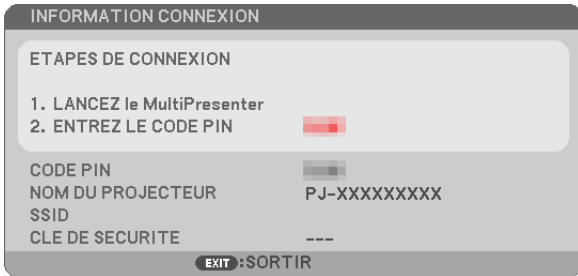 INFORMATION CONNEXION
ETAPES DE CONNEXION
1. LANCEZ le MultiPresenter
2. ENTREZ LE CODE PIN
CODE PIN
NOM DU PROJECTEUR PJ-XXXXXXXXX
SSID
CLE DE SECURITE ---
EXIT :SORTIR